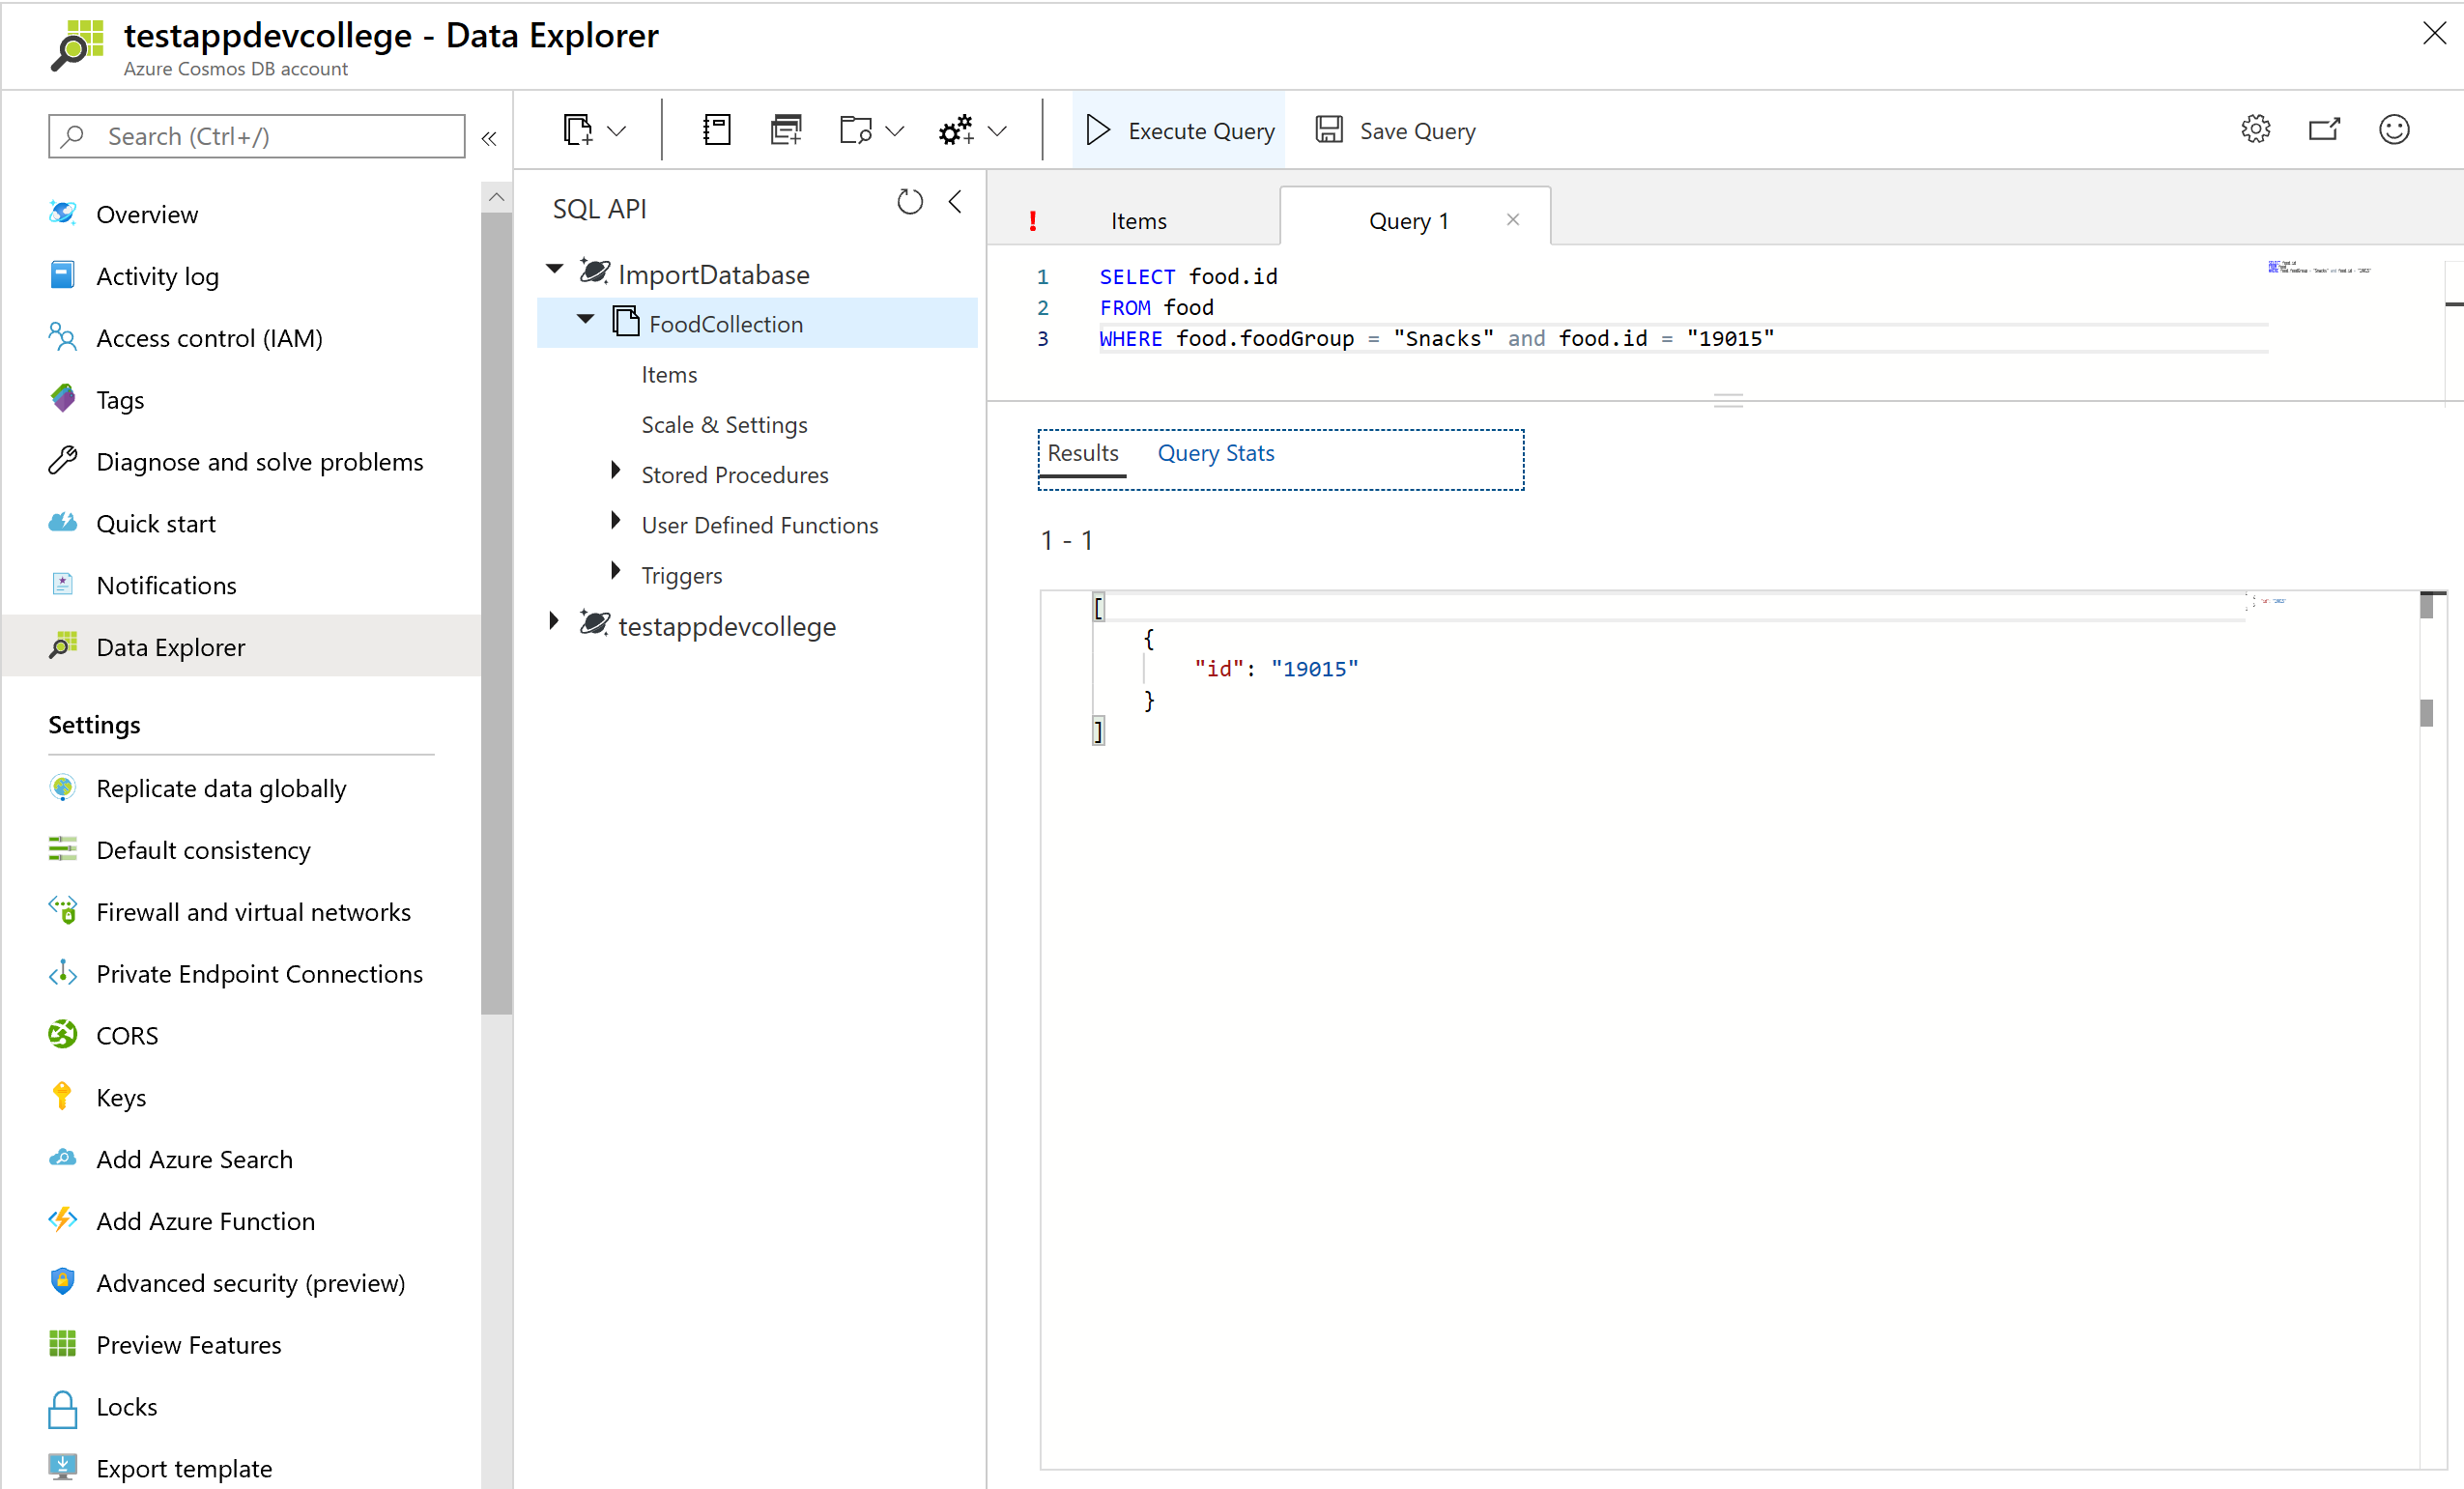 testappdevcollege - Data Explorer
Azure Cosmos DB account
Search (Ctrl+/)
Overview
Activity log
Access control (IAM)
Tags
Diagnose and solve problems
Quick start
Notifications
Data Explorer
Settings
Replicate data globally
Default consistency
Firewall and virtual networks
Private Endpoint Connections
CORS
Keys
Add Azure Search
Add Azure Function
Advanced security (preview)
Preview Features
Locks
Export template
Execute Query
Save Query
SQL API
ImportDatabase
FoodCollection
Items
Scale & Settings
Stored Procedures
User Defined Functions
Triggers
testappdevcollege
! Items
Query 1
1 SELECT food.id
2 FROM food
3 WHERE food.foodGroup = "Snacks" and food.id = "19015"
Results Query Stats
1 - 1
[
{
"id": "19015"
}
]